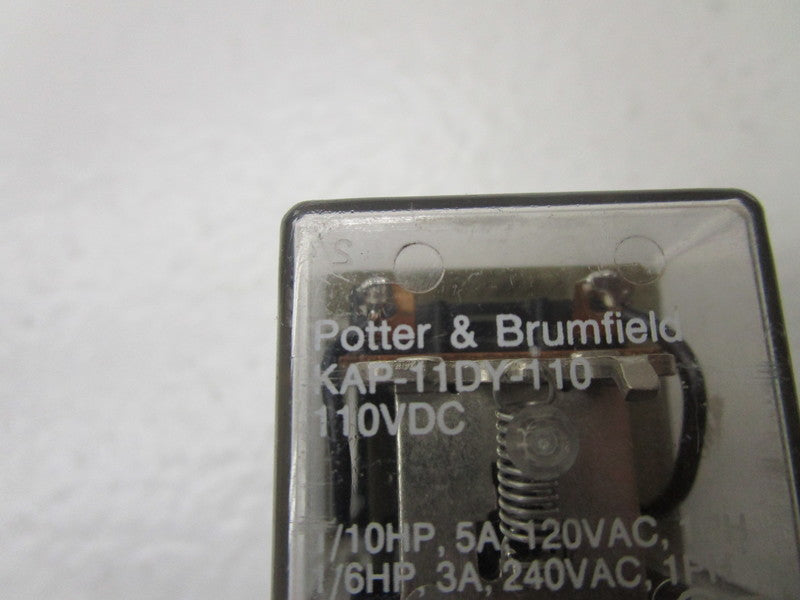 Potter & Brumfield
KAP-11DY-110
110VDC
1/10HP, 5A, 120VAC,
1/6HP, 3A, 240VAC,